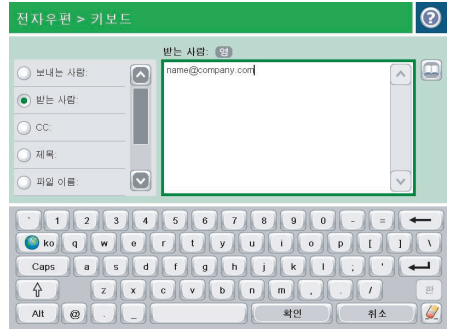 전자우편 > 키보드
?
받는 사람: 영
보내는 사람:
받는 사람:
CC:
제목:
파일 이름:
name@company.com
` 1 2 3 4 5 6 7 8 9 0 - =
ko q w e r t y u i o p [ ] \
Caps a s d f g h j k l ; '
z x c v b n m , . / 한
Alt @ . _ 확인 취소